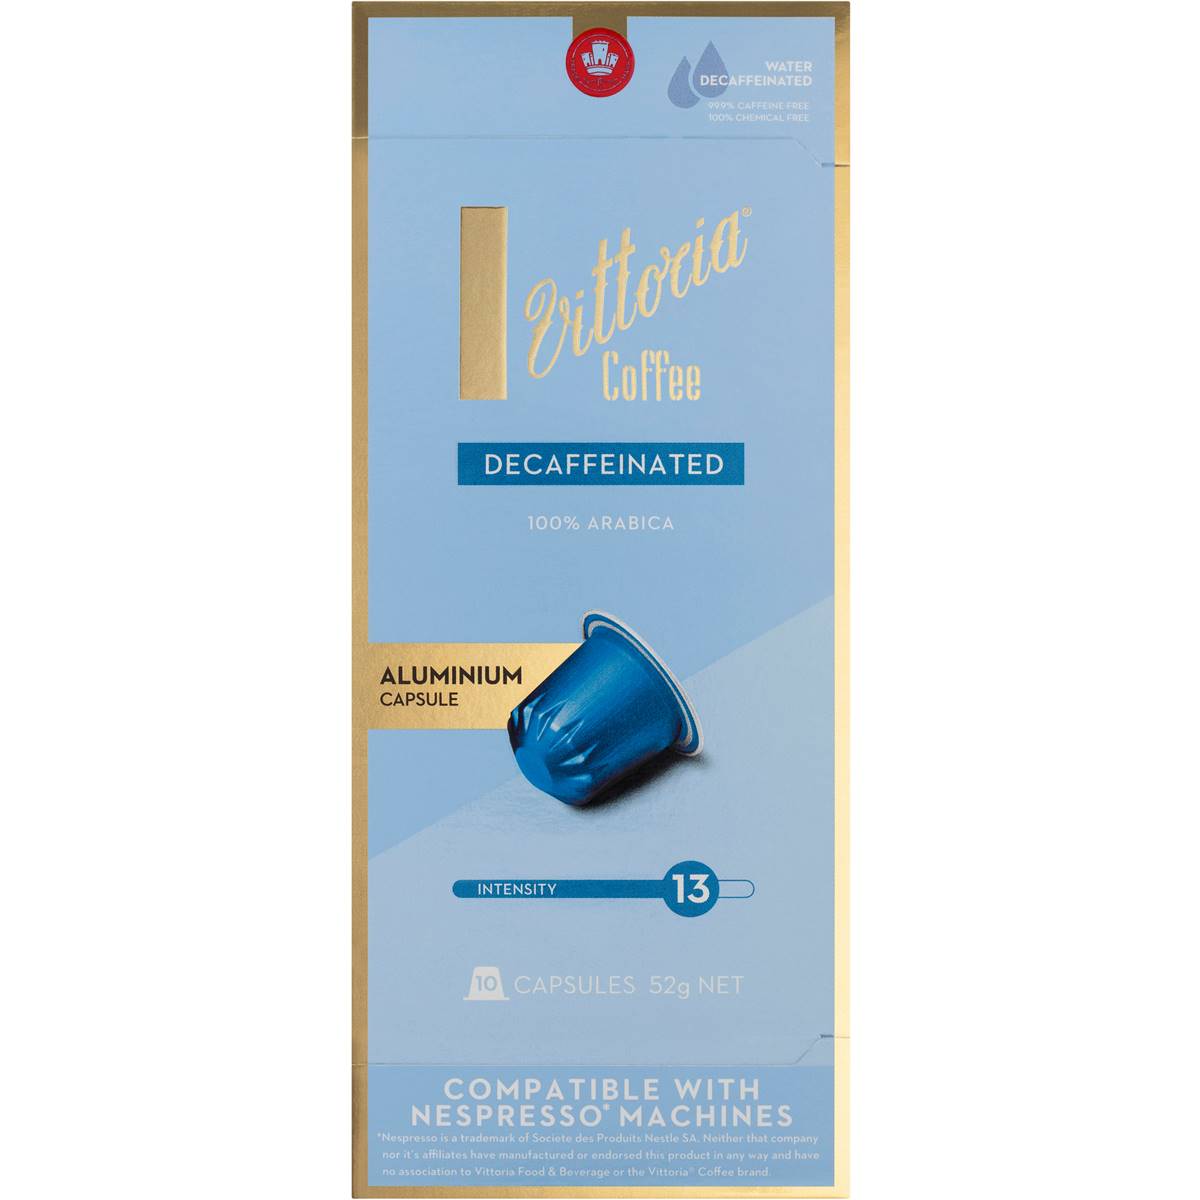 WATER
DECAFFEINATED
99.9% CAFFEINE FREE
100% CHEMICAL FREE
Vittoria®
Coffee
DECAFFEINATED
100% ARABICA
ALUMINIUM
CAPSULE
INTENSITY 13
10 CAPSULES 52g NET
COMPATIBLE WITH
NESPRESSO* MACHINES
*Nespresso is a trademark of Societe des Produits Nestle SA. Neither that company
nor it's affiliates have manufactured or endorsed this product in any way and have
no association to Vittoria Food & Beverage or the Vittoria® Coffee brand.